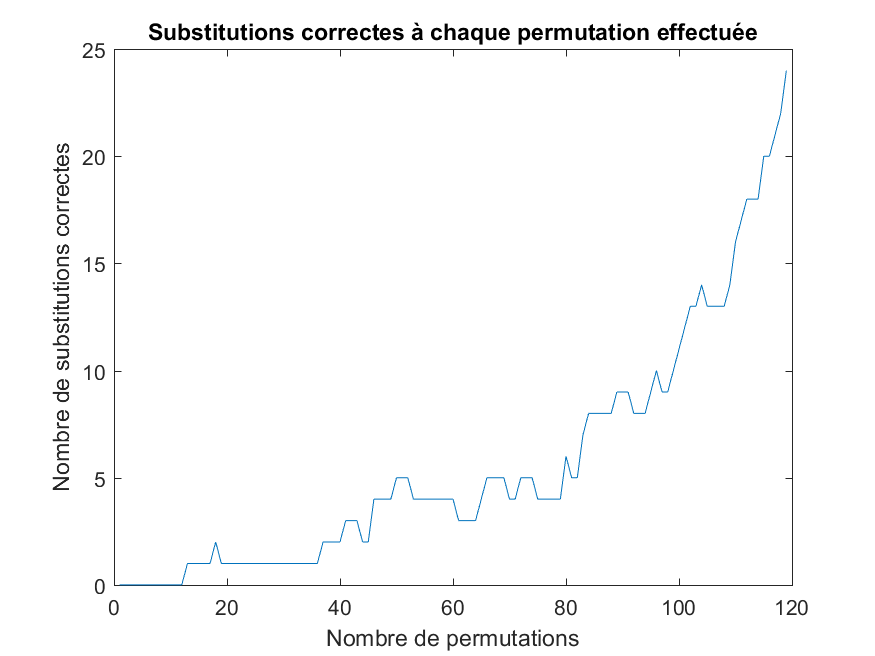 Substitutions correctes à chaque permutation effectuée
25
20
15
10
5
0
Nombre de substitutions correctes
0 20 40 60 80 100 120
Nombre de permutations